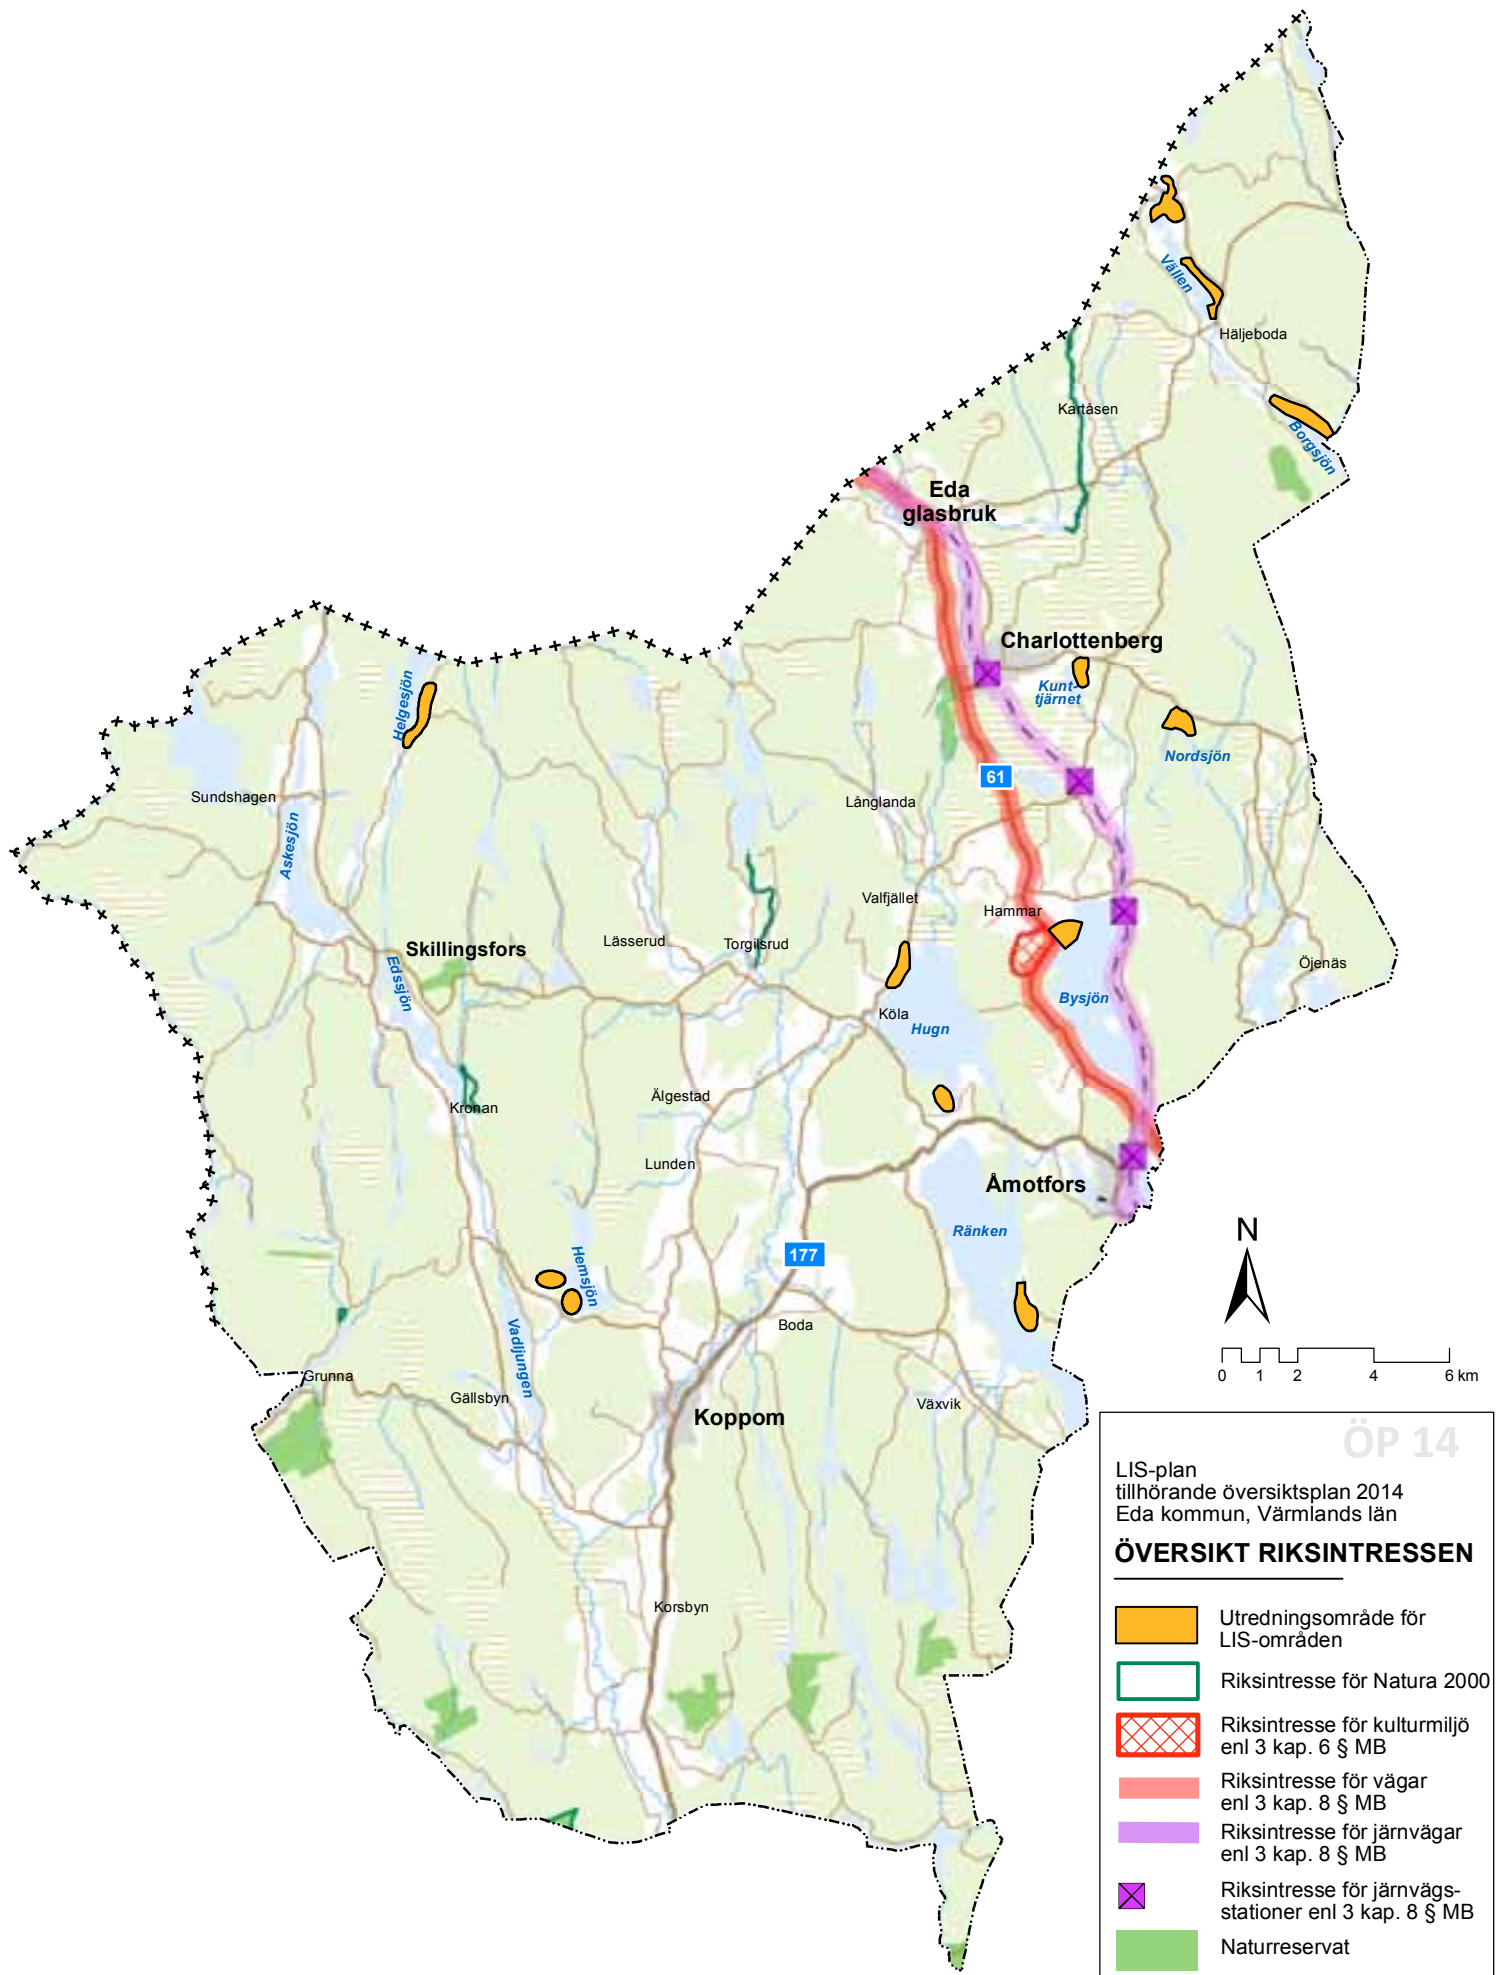 Vällen
Häljeboda
Kartåsen
Borgsjön
Eda
glasbruk
Charlottenberg
Kunt-
tjärnet
Helgesjön
Nordsjön
61
Sundshagen
Långlanda
Askesjön
Valfjället
Hammar
Skillingsfors
Lässerud
Torgilsrud
Öjenäs
Edssjön
Bysjön
Köla
Hugn
Älgestad
Kronan
Lunden
Åmotfors
Ränken
N
177
Hemsjön
Boda
Vadljungen
Grunna
0 1 2 4 6 km
Gällsbyn
Växvik
Koppom
Korsbyn
ÖP 14
LIS-plan
tillhörande översiktsplan 2014
Eda kommun, Värmlands län
ÖVERSIKT RIKSINTRESSEN
Utredningsområde för
LIS-områden
Riksintresse för Natura 2000
Riksintresse för kulturmiljö
enl 3 kap. 6 § MB
Riksintresse för vägar
enl 3 kap. 8 § MB
Riksintresse för järnvägar
enl 3 kap. 8 § MB
Riksintresse för järnvägs-
stationer enl 3 kap. 8 § MB
Naturreservat